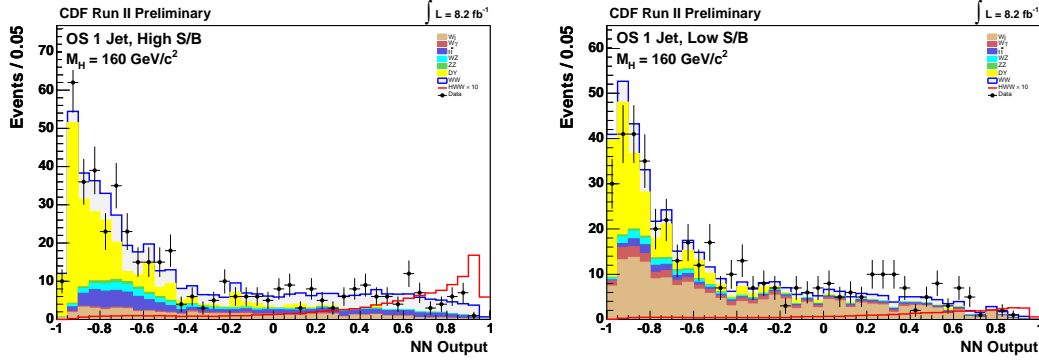 CDF Run II Preliminary
∫ L = 8.2 fb⁻¹
OS 1 Jet, High S/B
M_H = 160 GeV/c²
Events / 0.05
70
60
50
40
30
20
10
0
Wj
Wγ
tt̄
WZ
ZZ
DY
WW
HWW × 10
Data
-1 -0.8 -0.6 -0.4 -0.2 0 0.2 0.4 0.6 0.8 1
NN Output
CDF Run II Preliminary
∫ L = 8.2 fb⁻¹
OS 1 Jet, Low S/B
M_H = 160 GeV/c²
Events / 0.05
60
50
40
30
20
10
0
Wj
Wγ
tt̄
WZ
ZZ
DY
WW
HWW × 10
Data
-1 -0.8 -0.6 -0.4 -0.2 0 0.2 0.4 0.6 0.8 1
NN Output